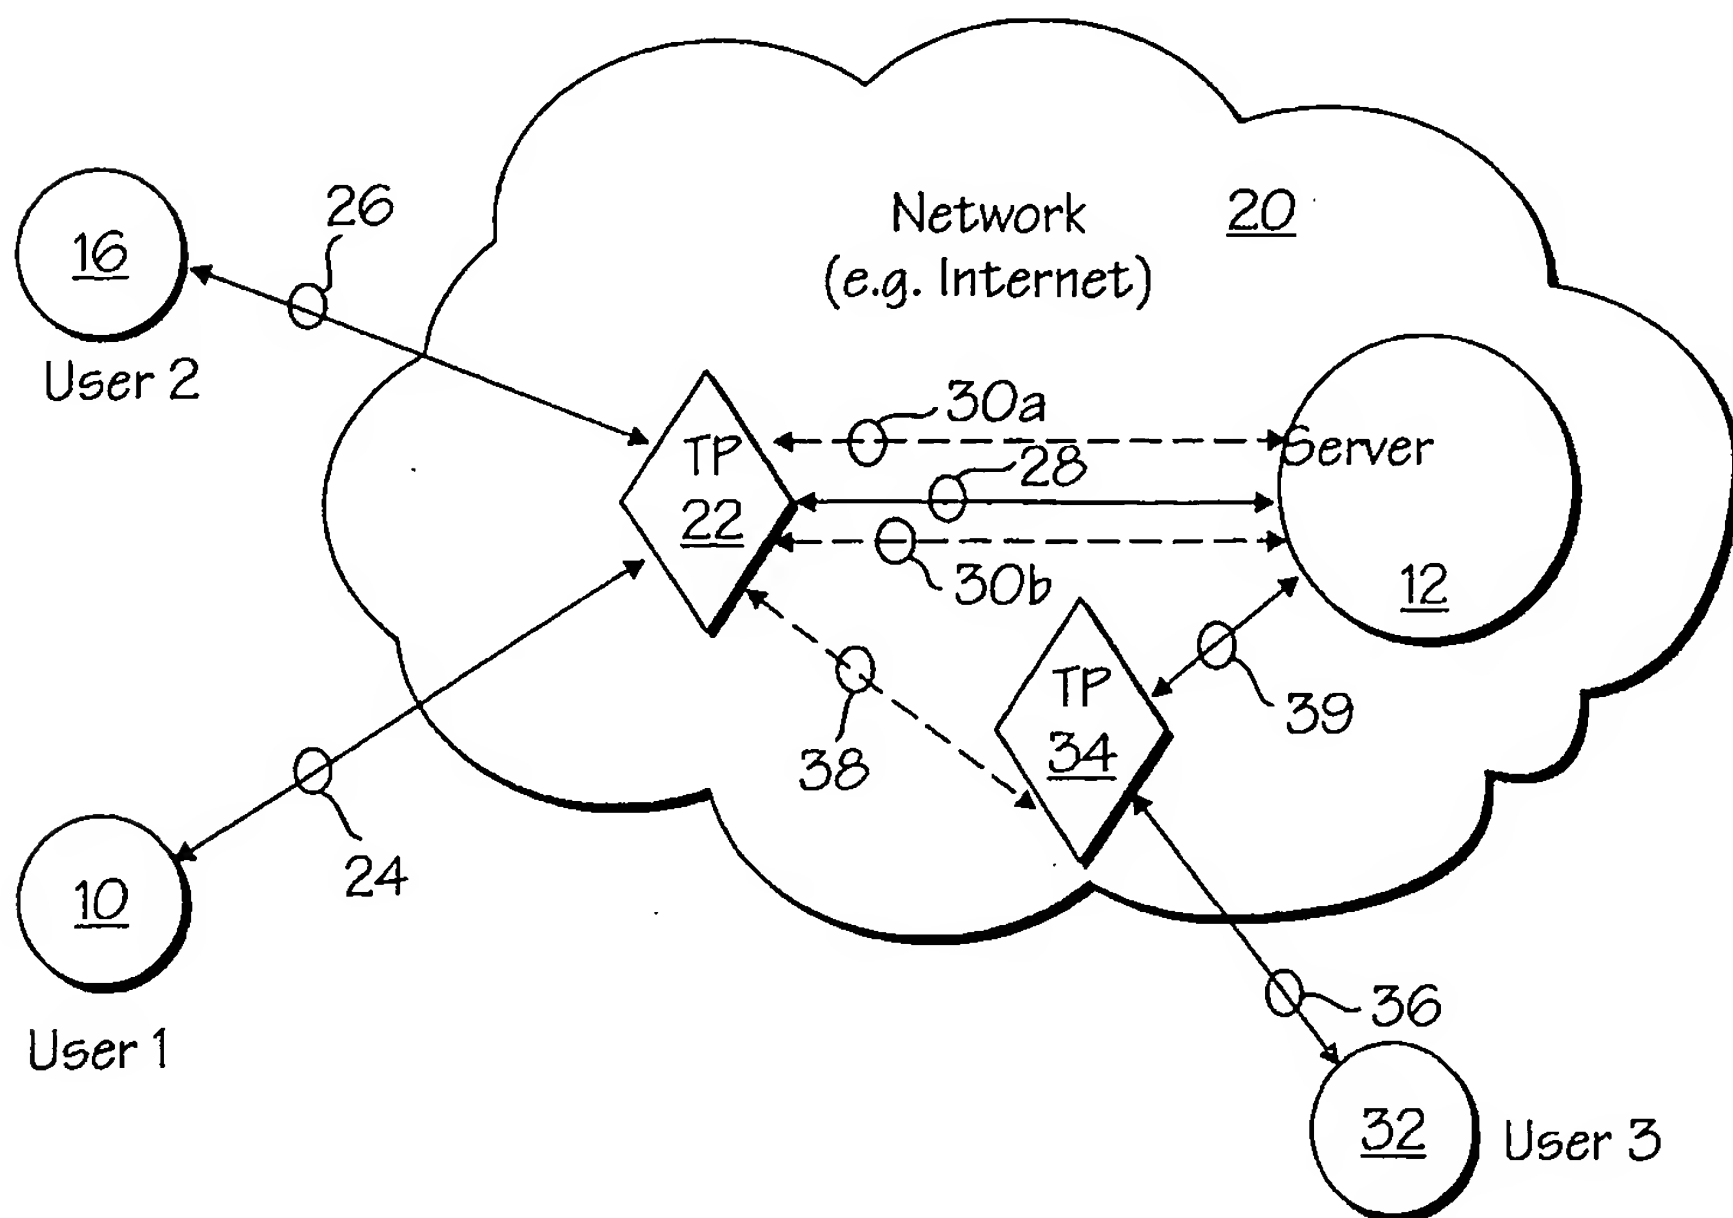 Network 20
(e.g. Internet)
26
16
User 2
30a
TP
22
Server
28
30b
12
TP
34
39
38
24
10
User 1
36
32
User 3